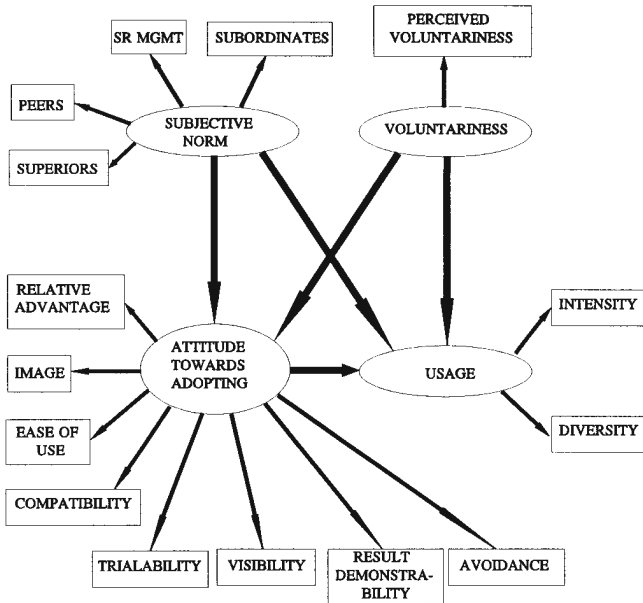 PERCEIVED
VOLUNTARINESS
SR MGMT
SUBORDINATES
PEERS
SUBJECTIVE
NORM
VOLUNTARINESS
SUPERIORS
RELATIVE
ADVANTAGE
INTENSITY
ATTITUDE
TOWARDS
ADOPTING
IMAGE
USAGE
EASE OF
USE
DIVERSITY
COMPATIBILITY
TRIALABILITY
VISIBILITY
RESULT
DEMONSTRA-
BILITY
AVOIDANCE